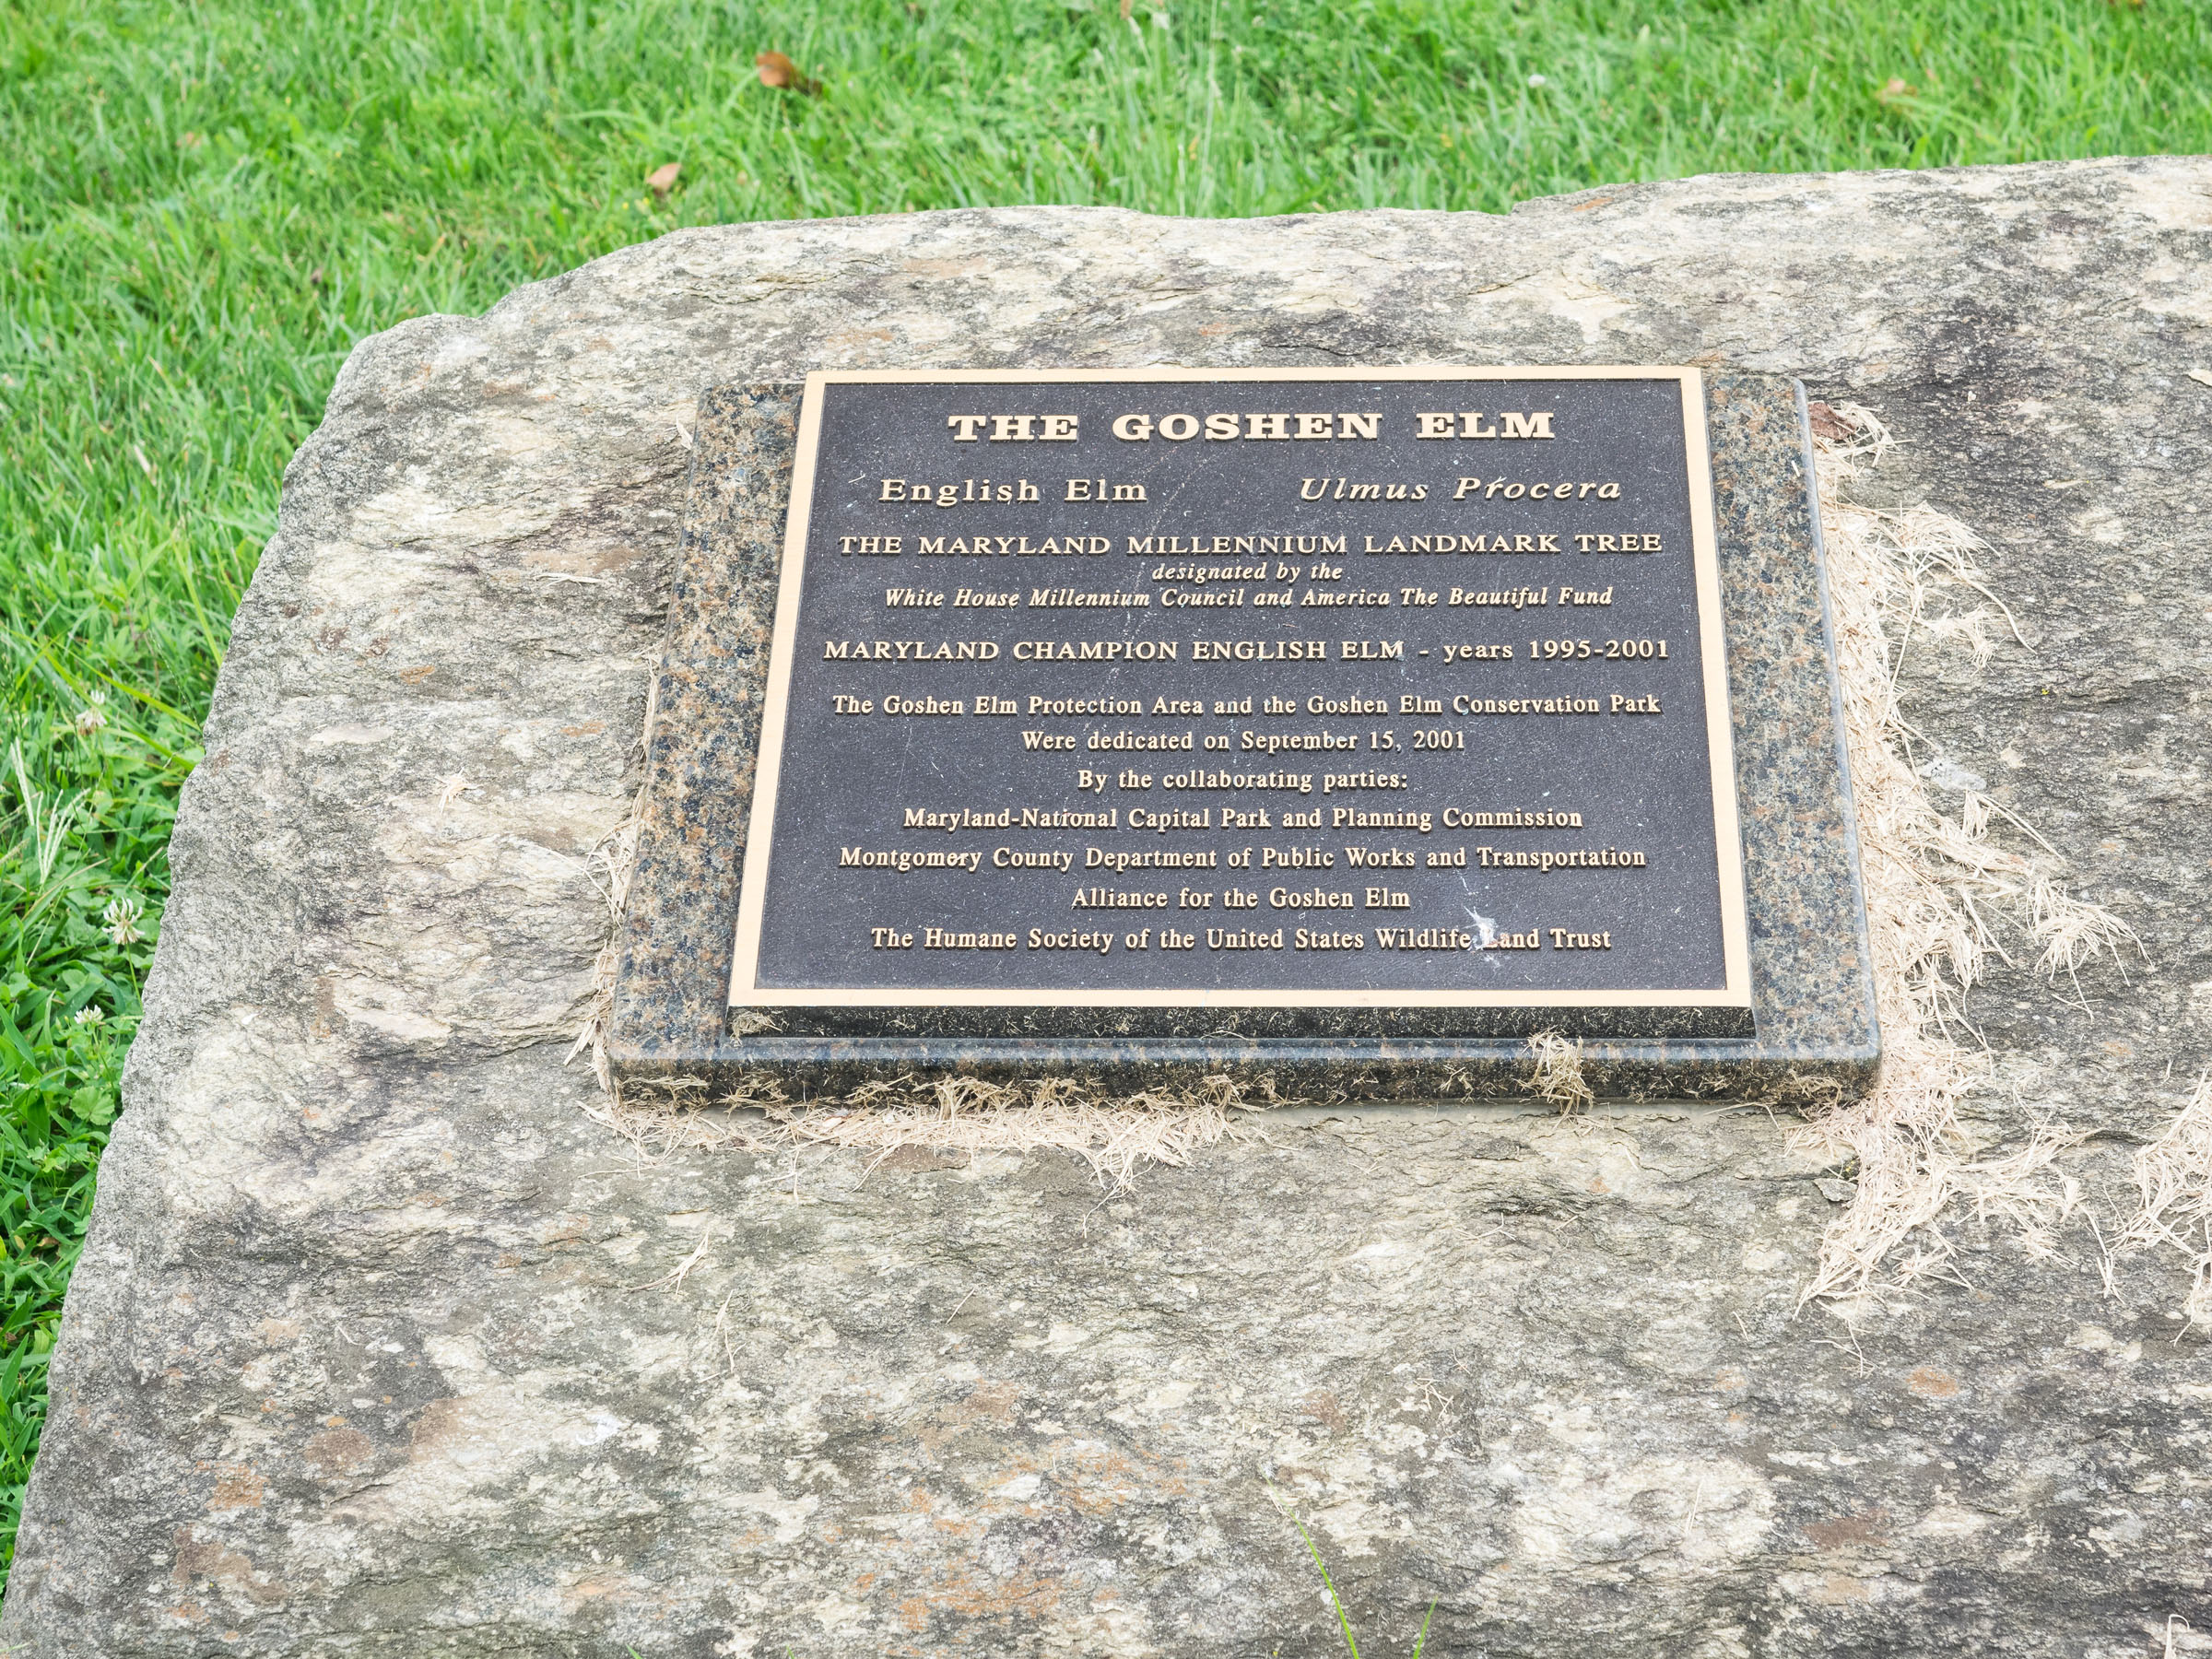 THE GOSHEN ELM
English Elm Ulmus Procera
THE MARYLAND MILLENNIUM LANDMARK TREE
designated by the
White House Millennium Council and America The Beautiful Fund
MARYLAND CHAMPION ENGLISH ELM - years 1995-2001
The Goshen Elm Protection Area and the Goshen Elm Conservation Park
Were dedicated on September 15, 2001
By the collaborating parties:
Maryland-National Capital Park and Planning Commission
Montgomery County Department of Public Works and Transportation
Alliance for the Goshen Elm
The Humane Society of the United States Wildlife Land Trust